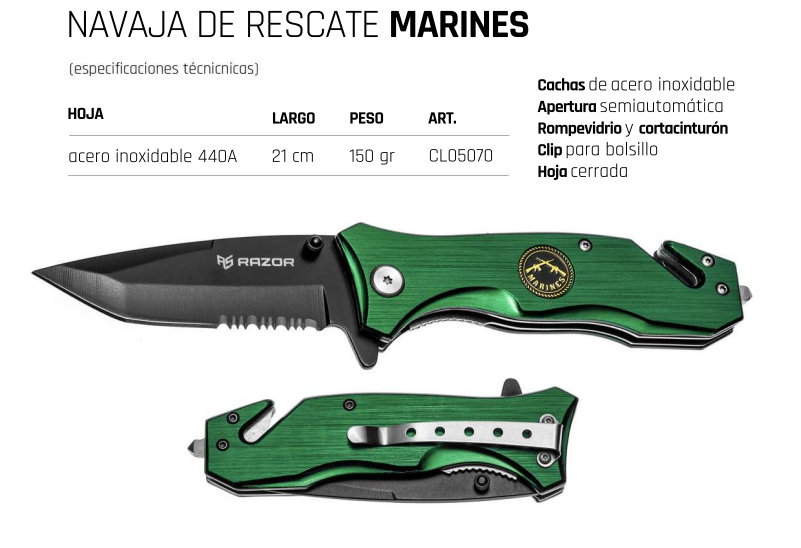 NAVAJA DE RESCATE MARINES
(especificaciones técnicnicas)
HOJA LARGO PESO ART.
acero inoxidable 440A 21 cm 150 gr CL05070
Cachas de acero inoxidable
Apertura semiautomática
Rompevidrio y cortacinturón
Clip para bolsillo
Hoja cerrada
RS RAZOR
MARINES